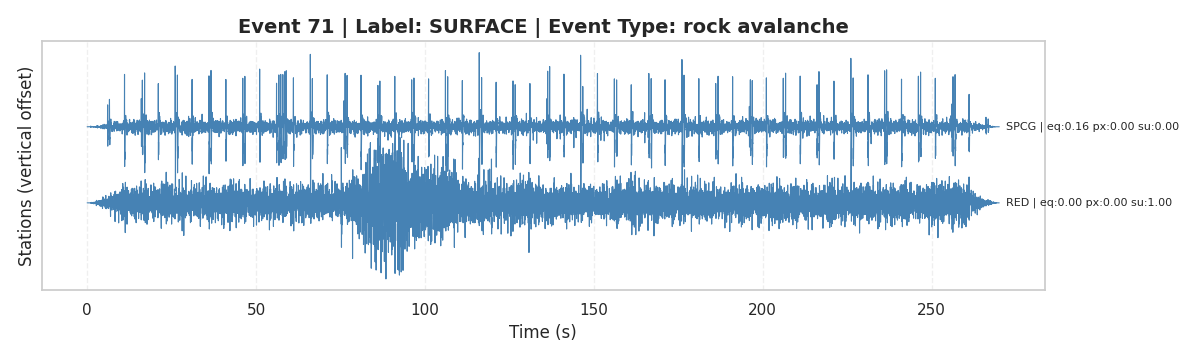 Event 71 | Label: SURFACE | Event Type: rock avalanche
Stations (vertical offset)
SPCG | eq:0.16 px:0.00 su:0.00
RED | eq:0.00 px:0.00 su:1.00
0 50 100 150 200 250
Time (s)